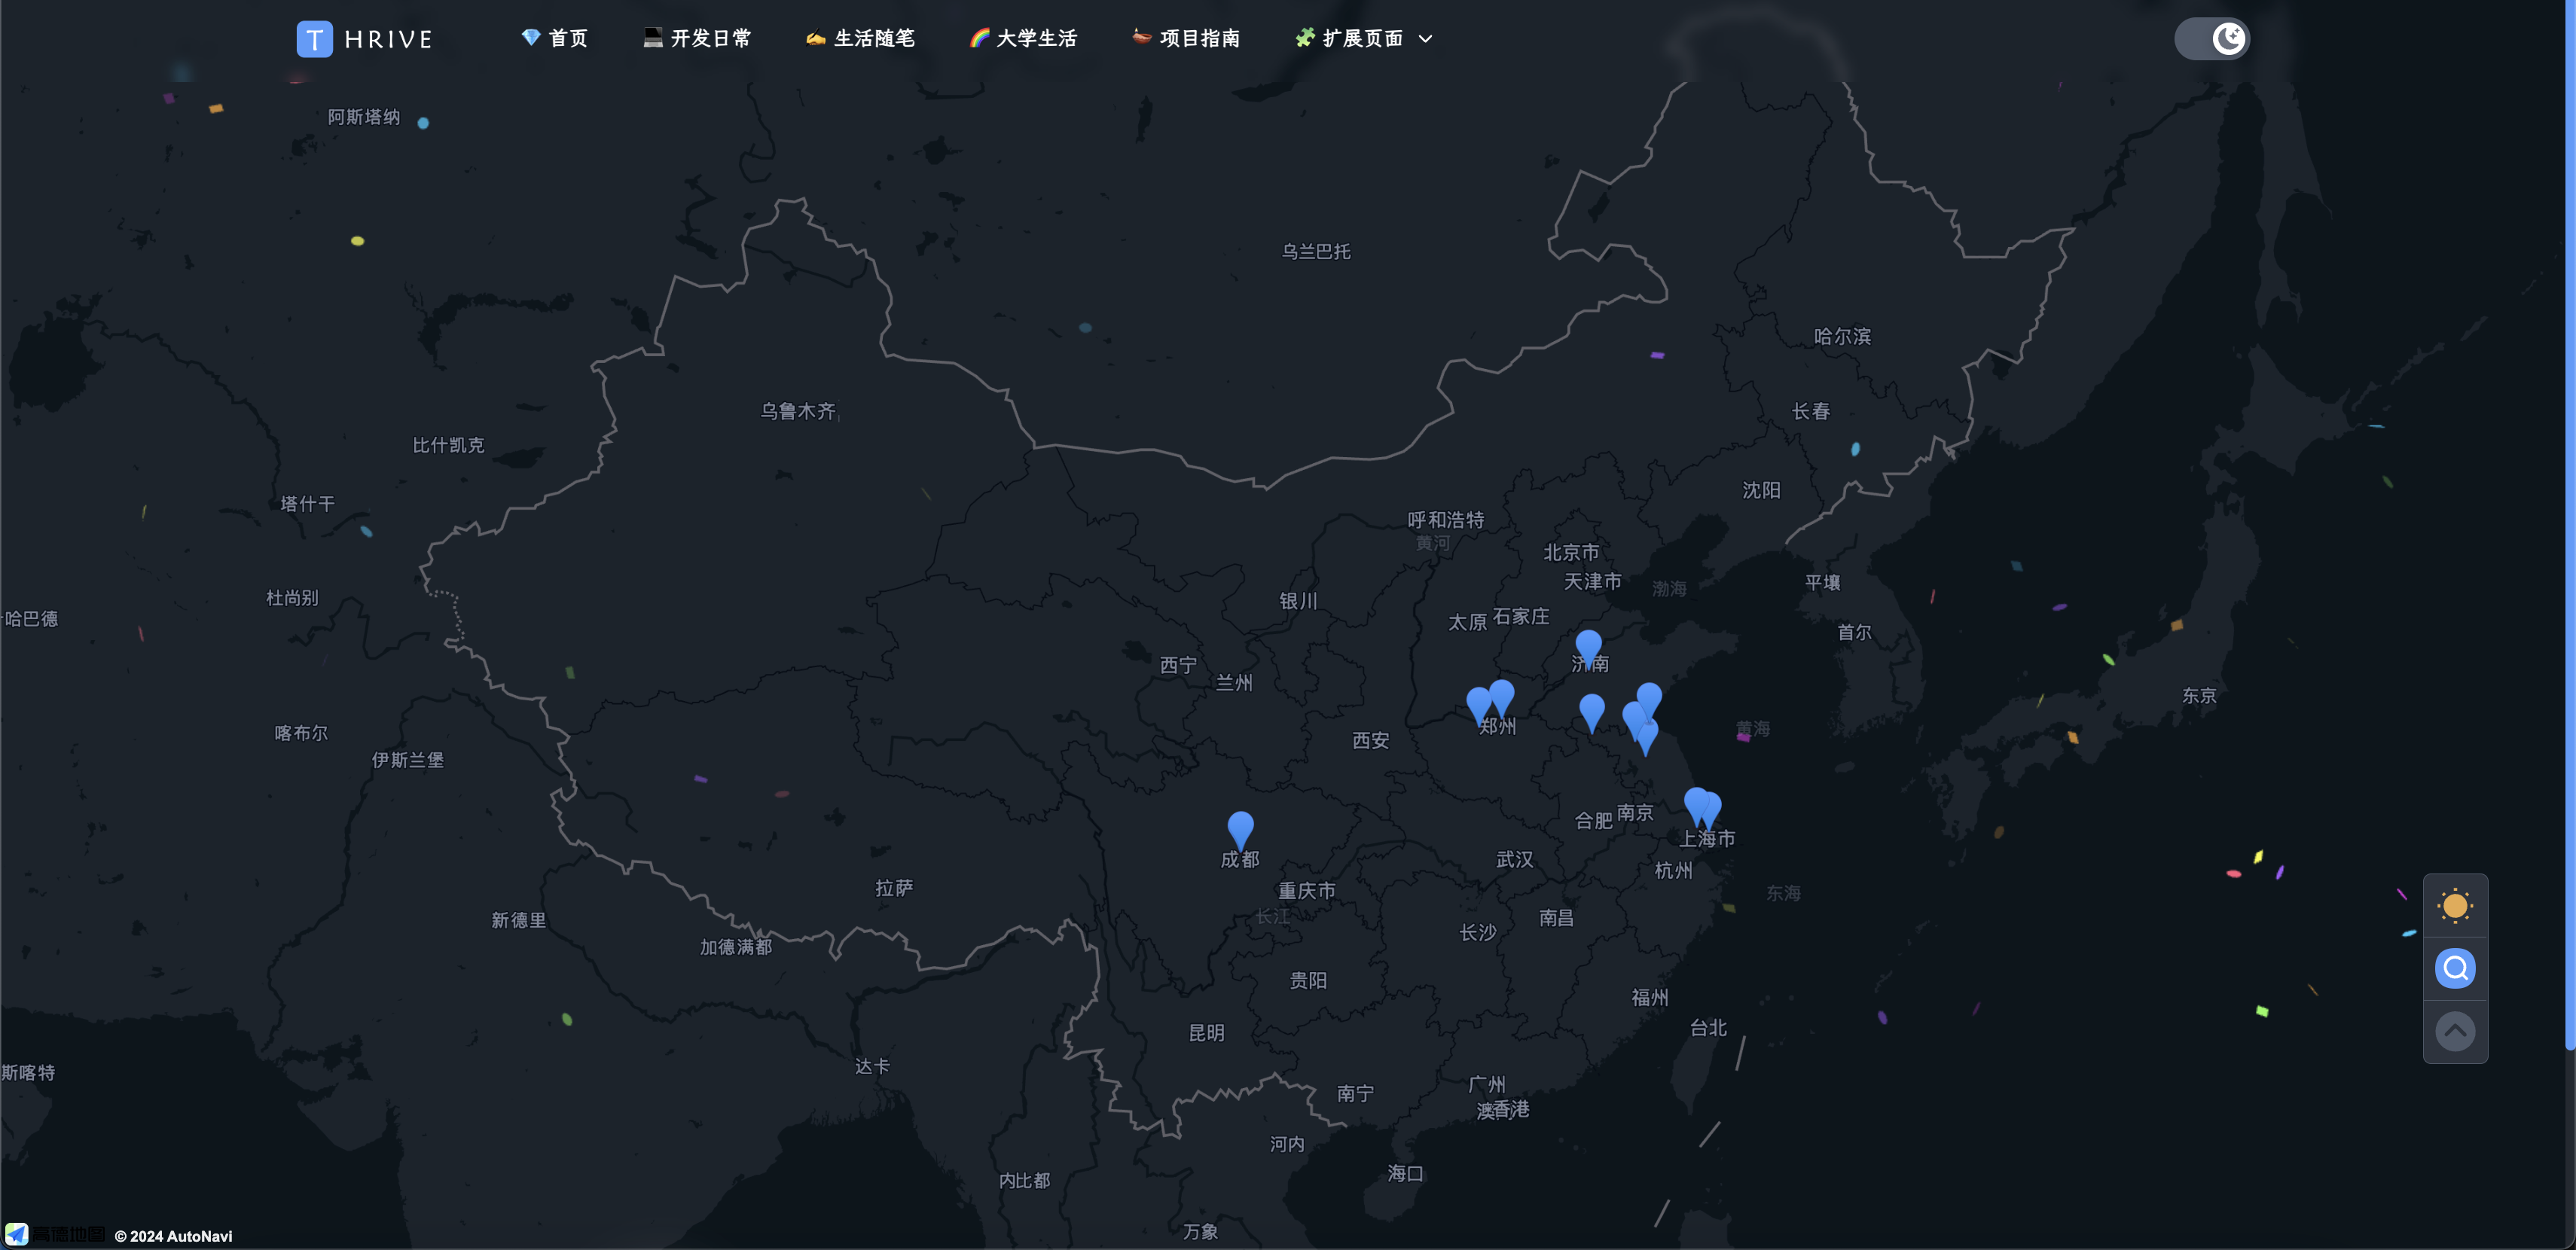 T HRIVE
💎 首页
💻 开发日常
✍️ 生活随笔
🌈 大学生活
项目指南
🧩 扩展页面
阿斯塔纳
乌兰巴托
哈尔滨
乌鲁木齐
长春
比什凯克
沈阳
塔什干
呼和浩特
黄河
北京市
天津市
渤海
平壤
杜尚别
银川
哈巴德
太原
石家庄
首尔
西宁
济南
兰州
东京
郑州
黄海
喀布尔
西安
伊斯兰堡
合肥
南京
上海市
成都
武汉
杭州
拉萨
重庆市
东海
长江
新德里
南昌
长沙
加德满都
贵阳
福州
台北
昆明
达卡
斯喀特
广州
南宁
澳
香港
河内
海口
内比都
万象
高德地图 © 2024 AutoNavi